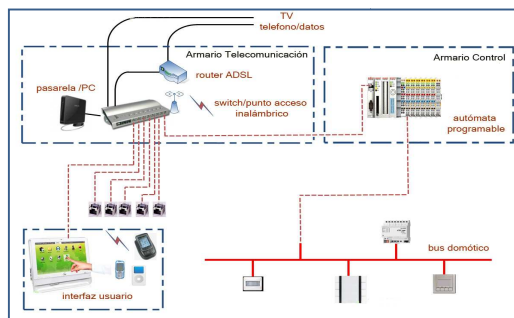 TV
telefono/datos
Armario Telecomunicación
router ADSL
pasarela /PC
switch/punto acceso
inalámbrico
Armario Control
autómata
programable
bus domótico
interfaz usuario